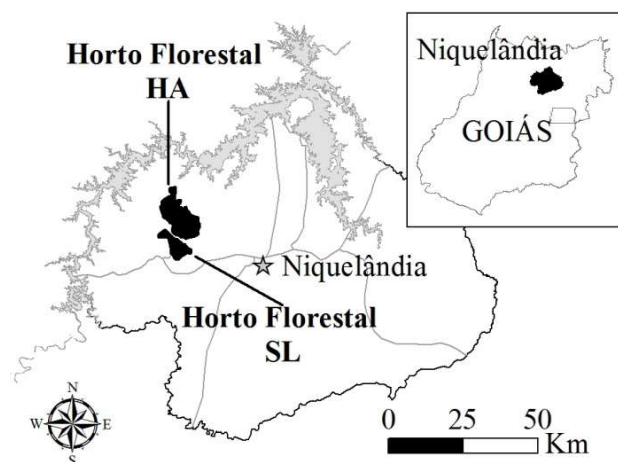 Horto Florestal
HA
Niquelândia
GOIÁS
Niquelândia
Horto Florestal
SL
N
W
E
S
0 25 50
Km